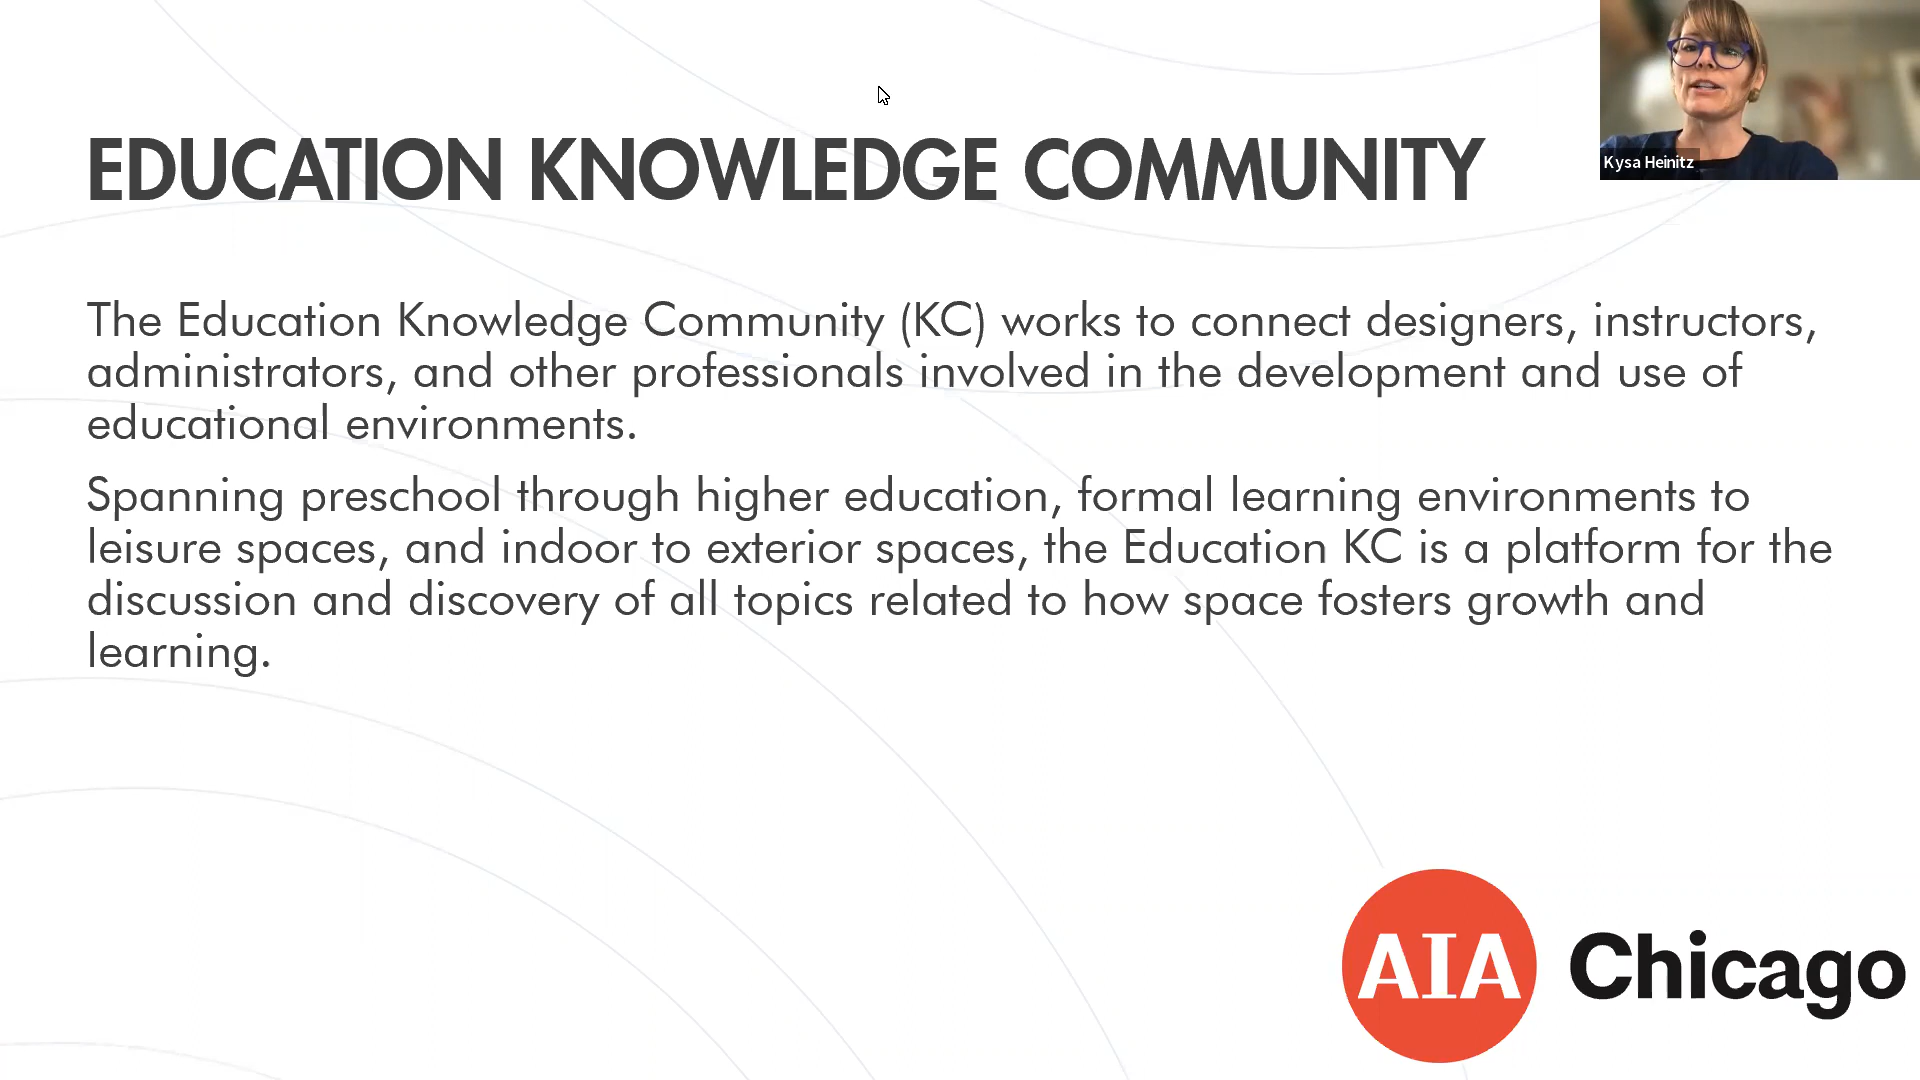 EDUCATION KNOWLEDGE COMMUNITY
Kysa Heinitz
The Education Knowledge Community (KC) works to connect designers, instructors,
administrators, and other professionals involved in the development and use of
educational environments.
Spanning preschool through higher education, formal learning environments to
leisure spaces, and indoor to exterior spaces, the Education KC is a platform for the
discussion and discovery of all topics related to how space fosters growth and
learning.
AIA Chicago